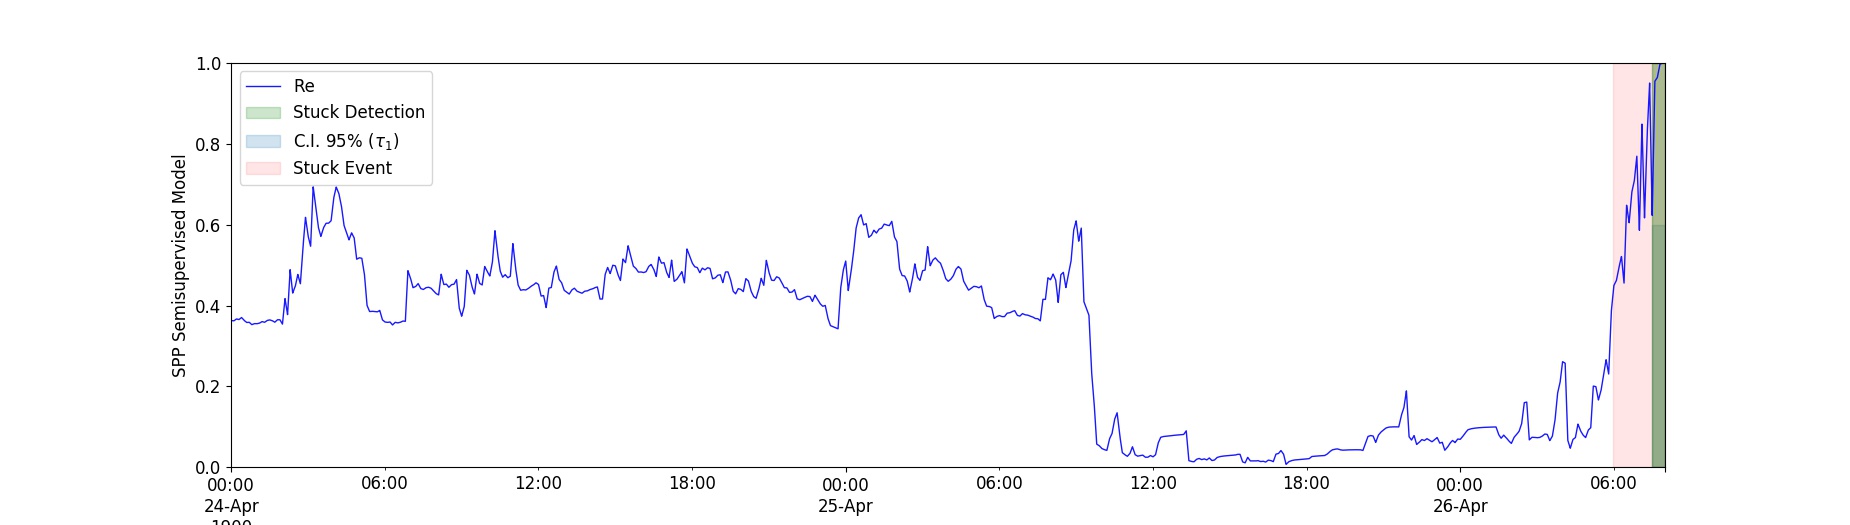 1.0
0.8
0.6
0.4
0.2
0.0
SPP Semisupervised Model
Re
Stuck Detection
C.I. 95% (τ₁)
Stuck Event
00:00 06:00 12:00 18:00 00:00 06:00 12:00 18:00 00:00 06:00
24-Apr 25-Apr 26-Apr
1900